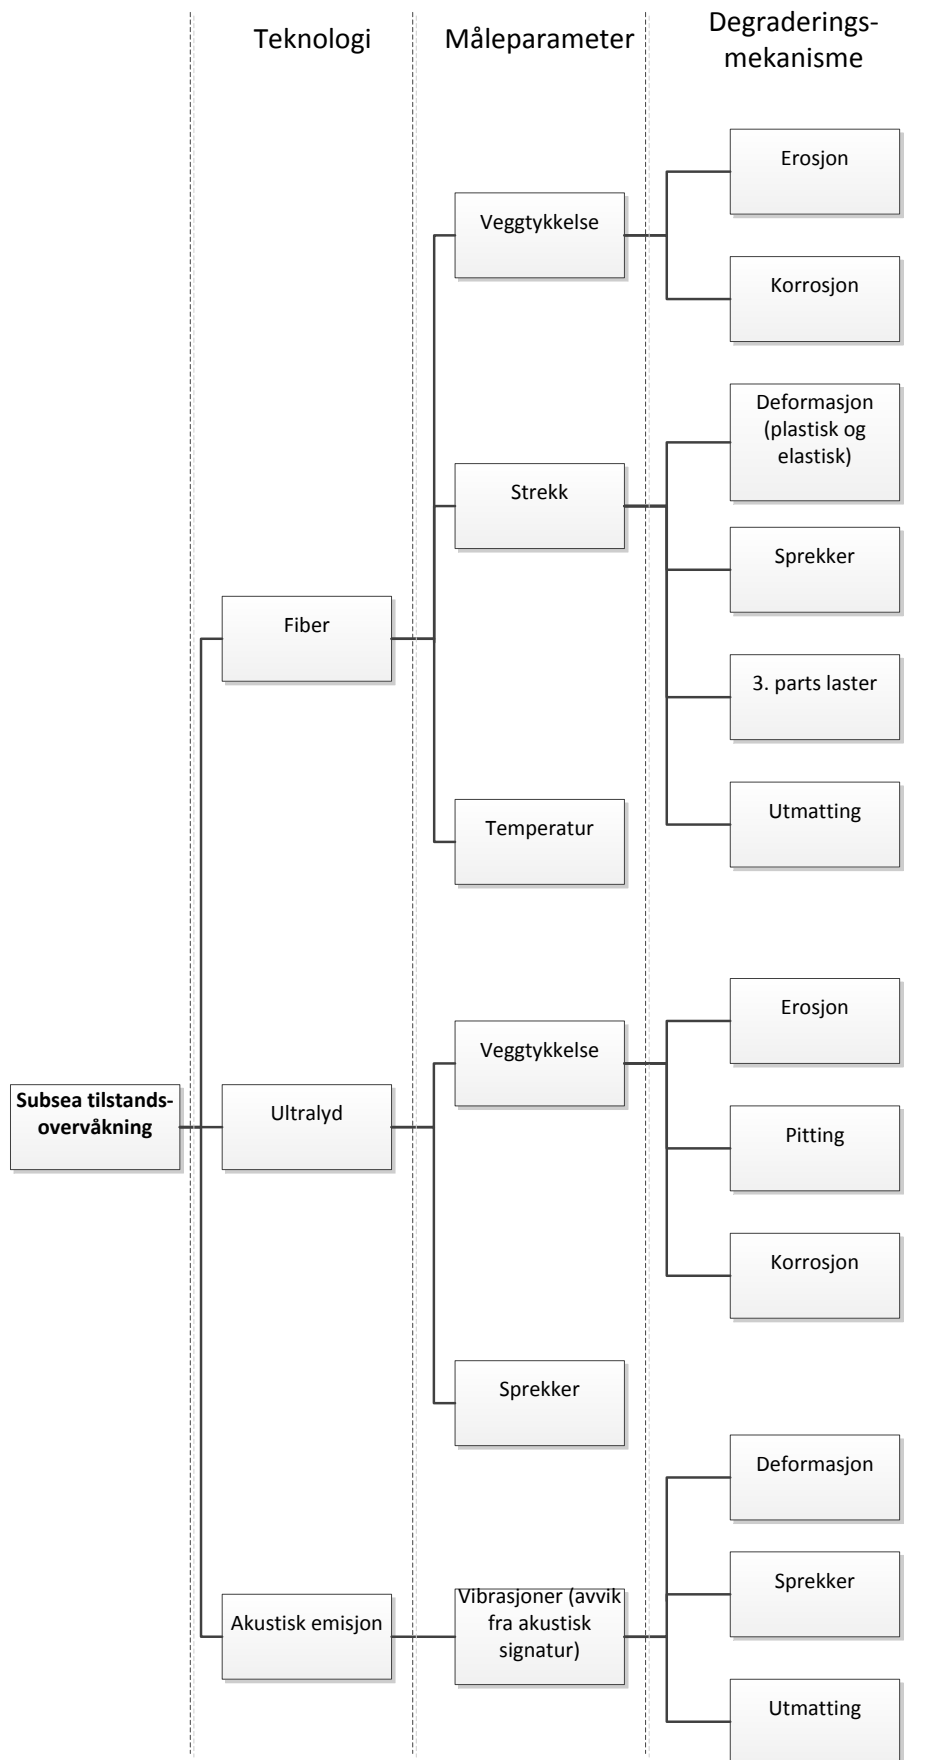 Teknologi
Måleparameter
Degraderings-
mekanisme
Erosjon
Veggtykkelse
Korrosjon
Deformasjon
(plastisk og
elastisk)
Strekk
Sprekker
Fiber
3. parts laster
Temperatur
Utmatting
Erosjon
Veggtykkelse
Subsea tilstands-
overvåkning
Ultralyd
Pitting
Korrosjon
Sprekker
Deformasjon
Sprekker
Akustisk emisjon
Vibrasjoner (avvik
fra akustisk
signatur)
Utmatting